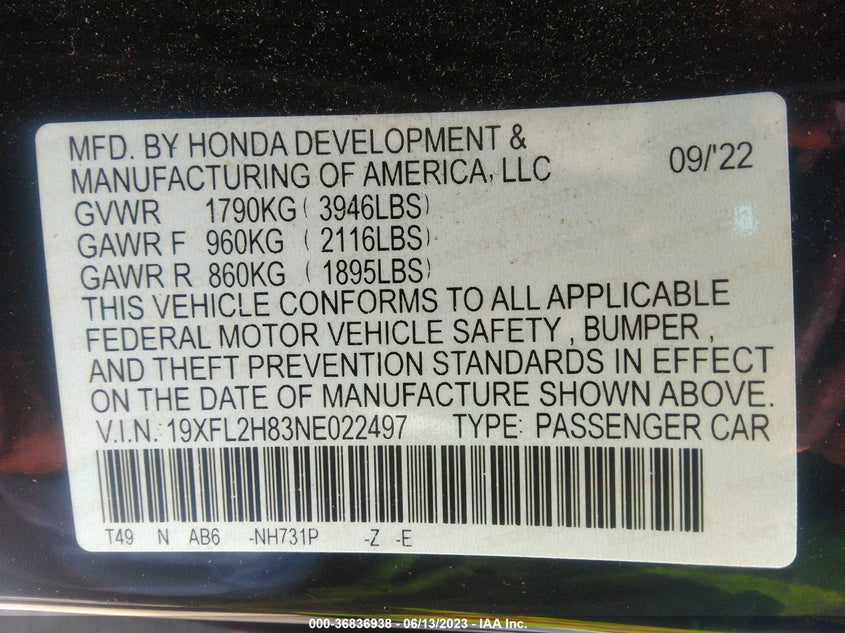 MFD. BY HONDA DEVELOPMENT &
MANUFACTURING OF AMERICA, LLC 09/'22
GVWR 1790KG ( 3946LBS)
GAWR F 960KG ( 2116LBS)
GAWR R 860KG ( 1895LBS)
THIS VEHICLE CONFORMS TO ALL APPLICABLE
FEDERAL MOTOR VEHICLE SAFETY , BUMPER ,
AND THEFT PREVENTION STANDARDS IN EFFECT
ON THE DATE OF MANUFACTURE SHOWN ABOVE.
V.I.N. 19XFL2H83NE022497 TYPE: PASSENGER CAR
T49 N AB6 -NH731P -Z -E
000-36836938 - 06/13/2023 - IAA Inc.